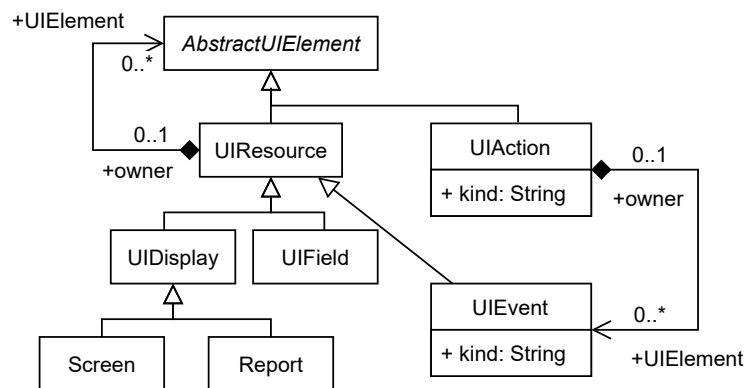 +UIElement
AbstractUIElement
0..*
0..1
+owner
UIResource
UIAction
+ kind: String
0..1
+owner
UIDisplay
UIField
UIEvent
+ kind: String
0..*
+UIElement
Screen
Report